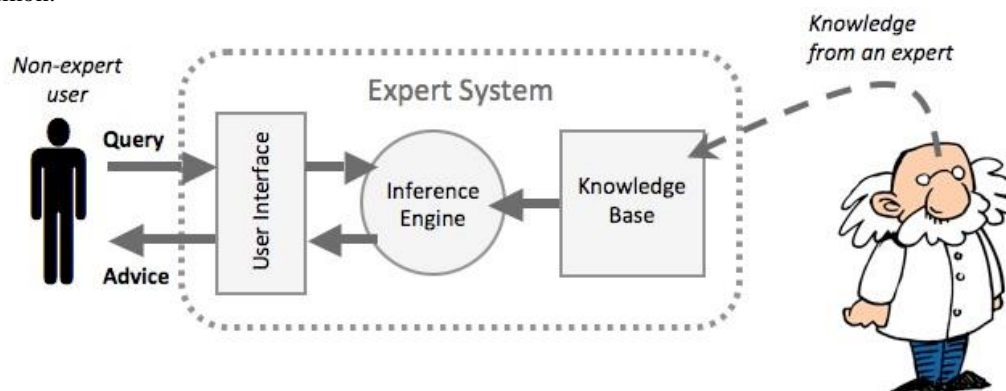 Knowledge
from an expert
Non-expert
user
Expert System
Query
User Interface
Inference
Engine
Knowledge
Base
Advice